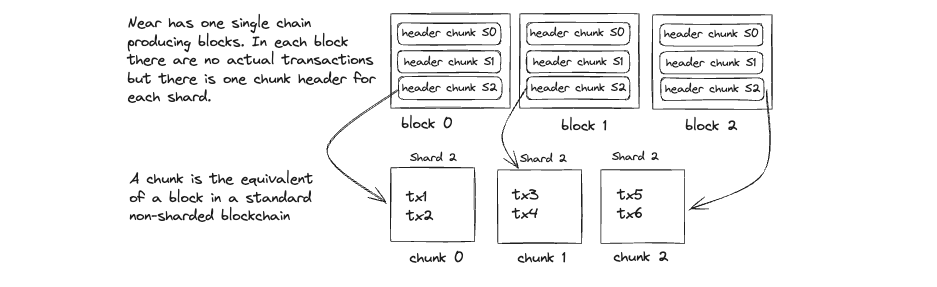 Near has one single chain
producing blocks. In each block
there are no actual transactions
but there is one chunk header for
each shard.
header chunk S0
header chunk S1
header chunk S2
block 0
header chunk S0
header chunk S1
header chunk S2
block 1
header chunk S0
header chunk S1
header chunk S2
block 2
A chunk is the equivalent
of a block in a standard
non-sharded blockchain
Shard 2
tx1
tx2
chunk 0
Shard 2
tx3
tx4
chunk 1
Shard 2
tx5
tx6
chunk 2